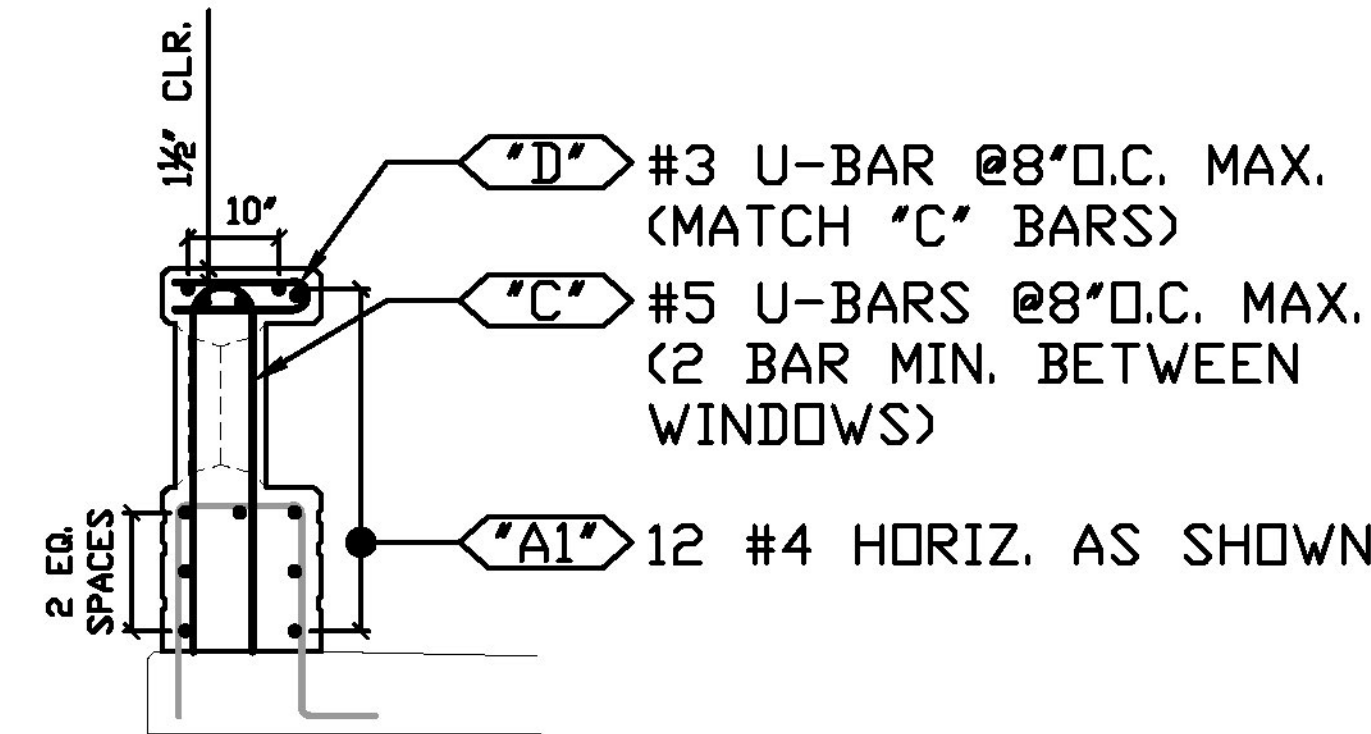 1½" CLR.
10"
"D" #3 U-BAR @8"O.C. MAX.
(MATCH "C" BARS)
"C" #5 U-BARS @8"O.C. MAX.
(2 BAR MIN. BETWEEN
WINDOWS)
2 EQ.
SPACES
"A1" 12 #4 HORIZ. AS SHOWN